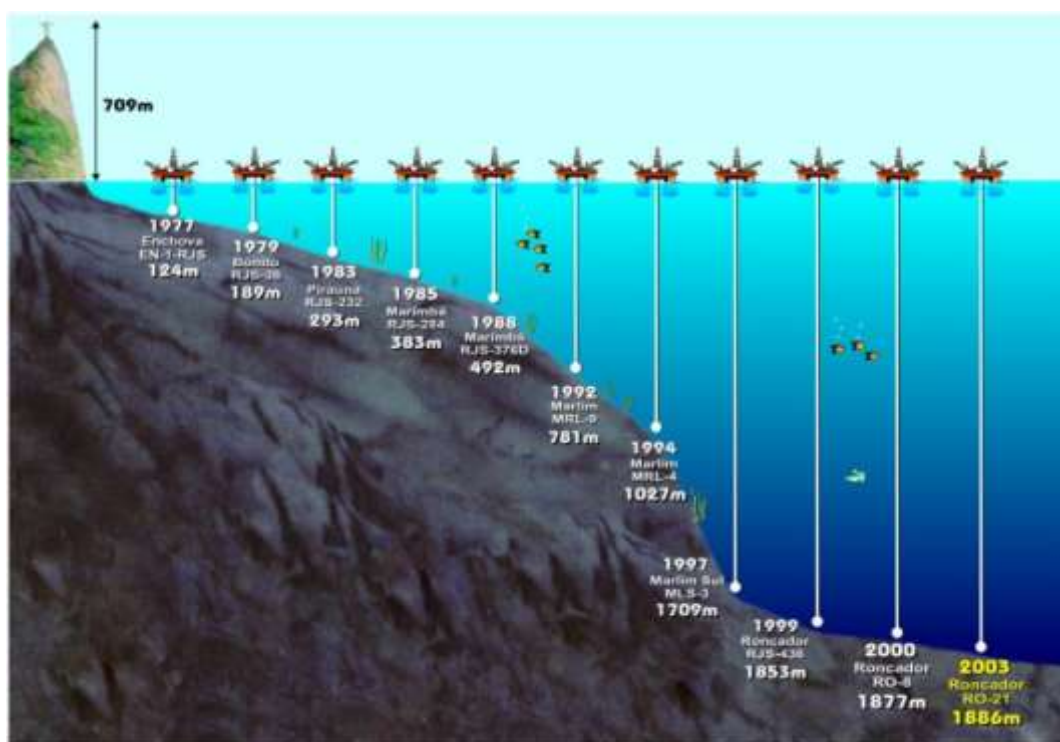 709m
1977
Enchova
EN-1-RJS
124m
1979
Bonito
RJS-38
189m
1983
Piraúna
RJS-232
293m
1985
Marimbá
RJS-284
383m
1988
Marimbá
RJS-376D
492m
1992
Marlim
MRL-9
781m
1994
Marlim
MRL-4
1027m
1997
Marlim Sul
MLS-3
1709m
1999
Roncador
RJS-436
1853m
2000
Roncador
RO-8
1877m
2003
Roncador
RO-21
1886m